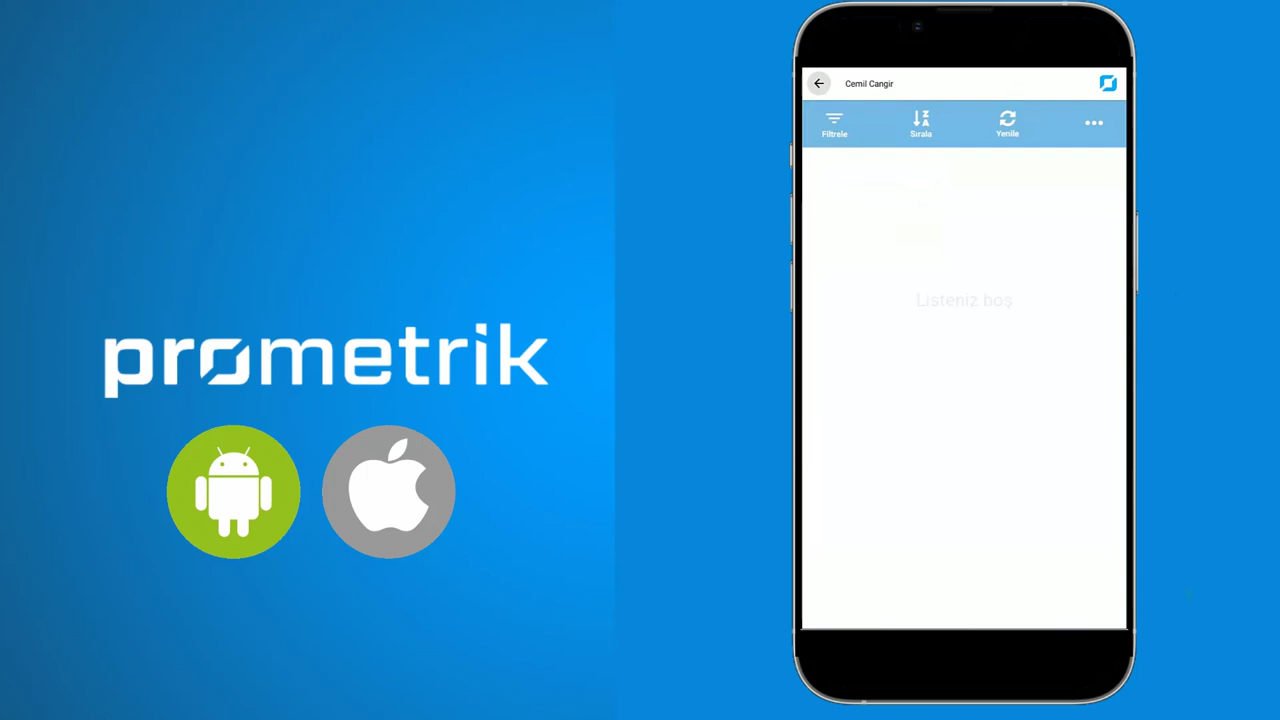 prometrik
Cemil Cangir
Filtrele
Sırala
Yenile
Listeniz boş